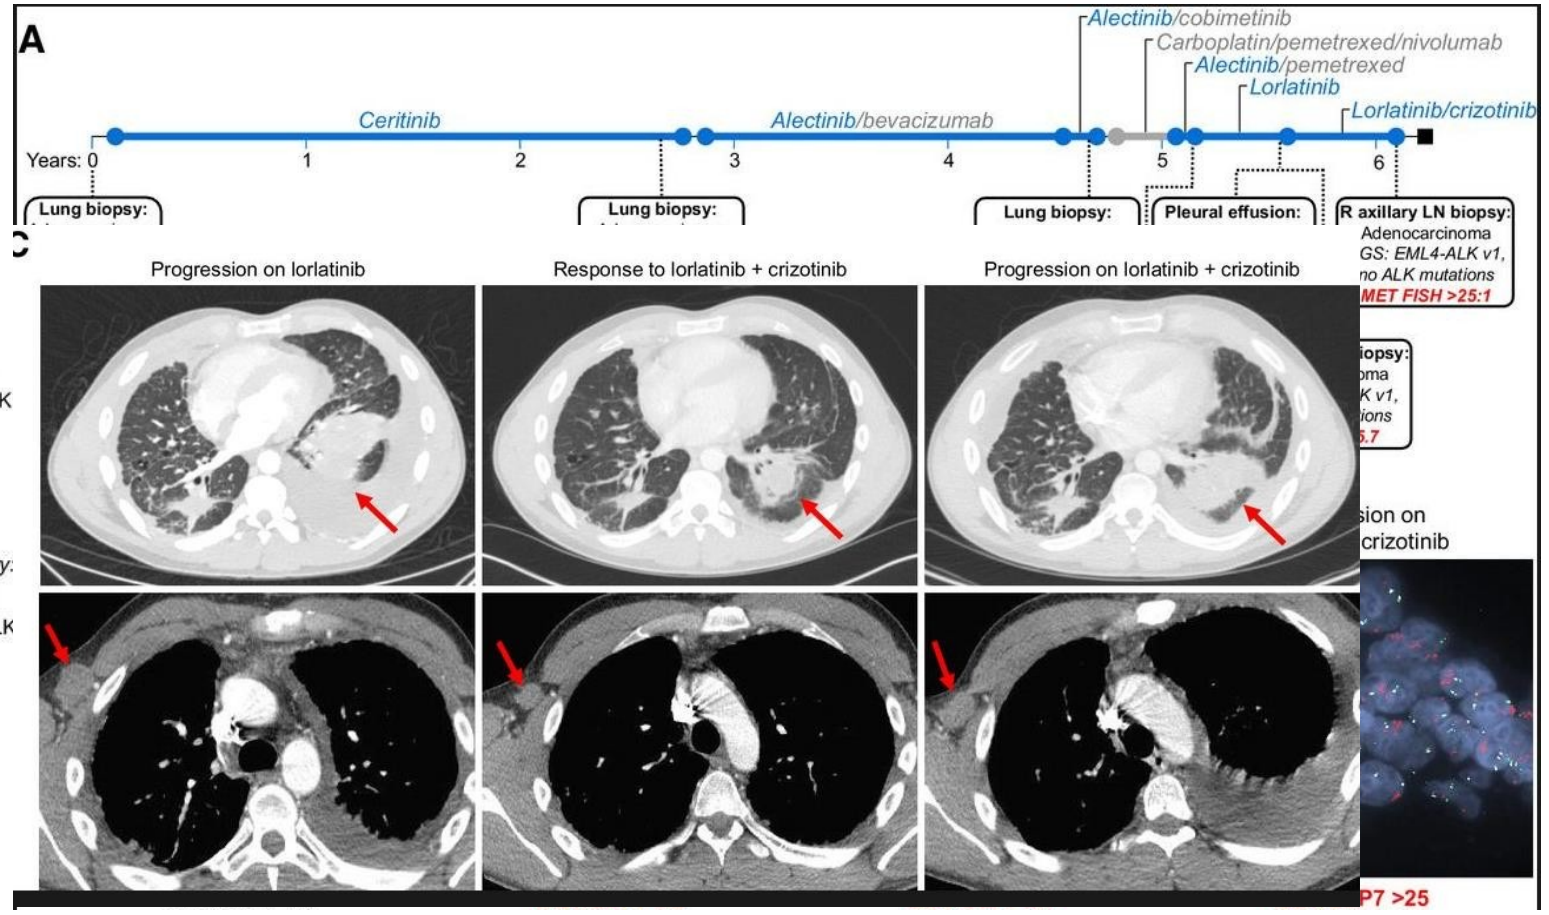 A
Alectinib/cobimetinib
Carboplatin/pemetrexed/nivolumab
Alectinib/pemetrexed
Lorlatinib
Lorlatinib/crizotinib
Ceritinib
Alectinib/bevacizumab
Years: 0 1 2 3 4 5 6
Lung biopsy:
Lung biopsy:
Lung biopsy:
Pleural effusion:
R axillary LN biopsy:
Adenocarcinoma
GS: EML4-ALK v1,
no ALK mutations
MET FISH >25:1
C
Progression on lorlatinib
Response to lorlatinib + crizotinib
Progression on lorlatinib + crizotinib
iopsy:
oma
K v1,
tions
5.7
sion on
crizotinib
K
y:
LK
P7 >25